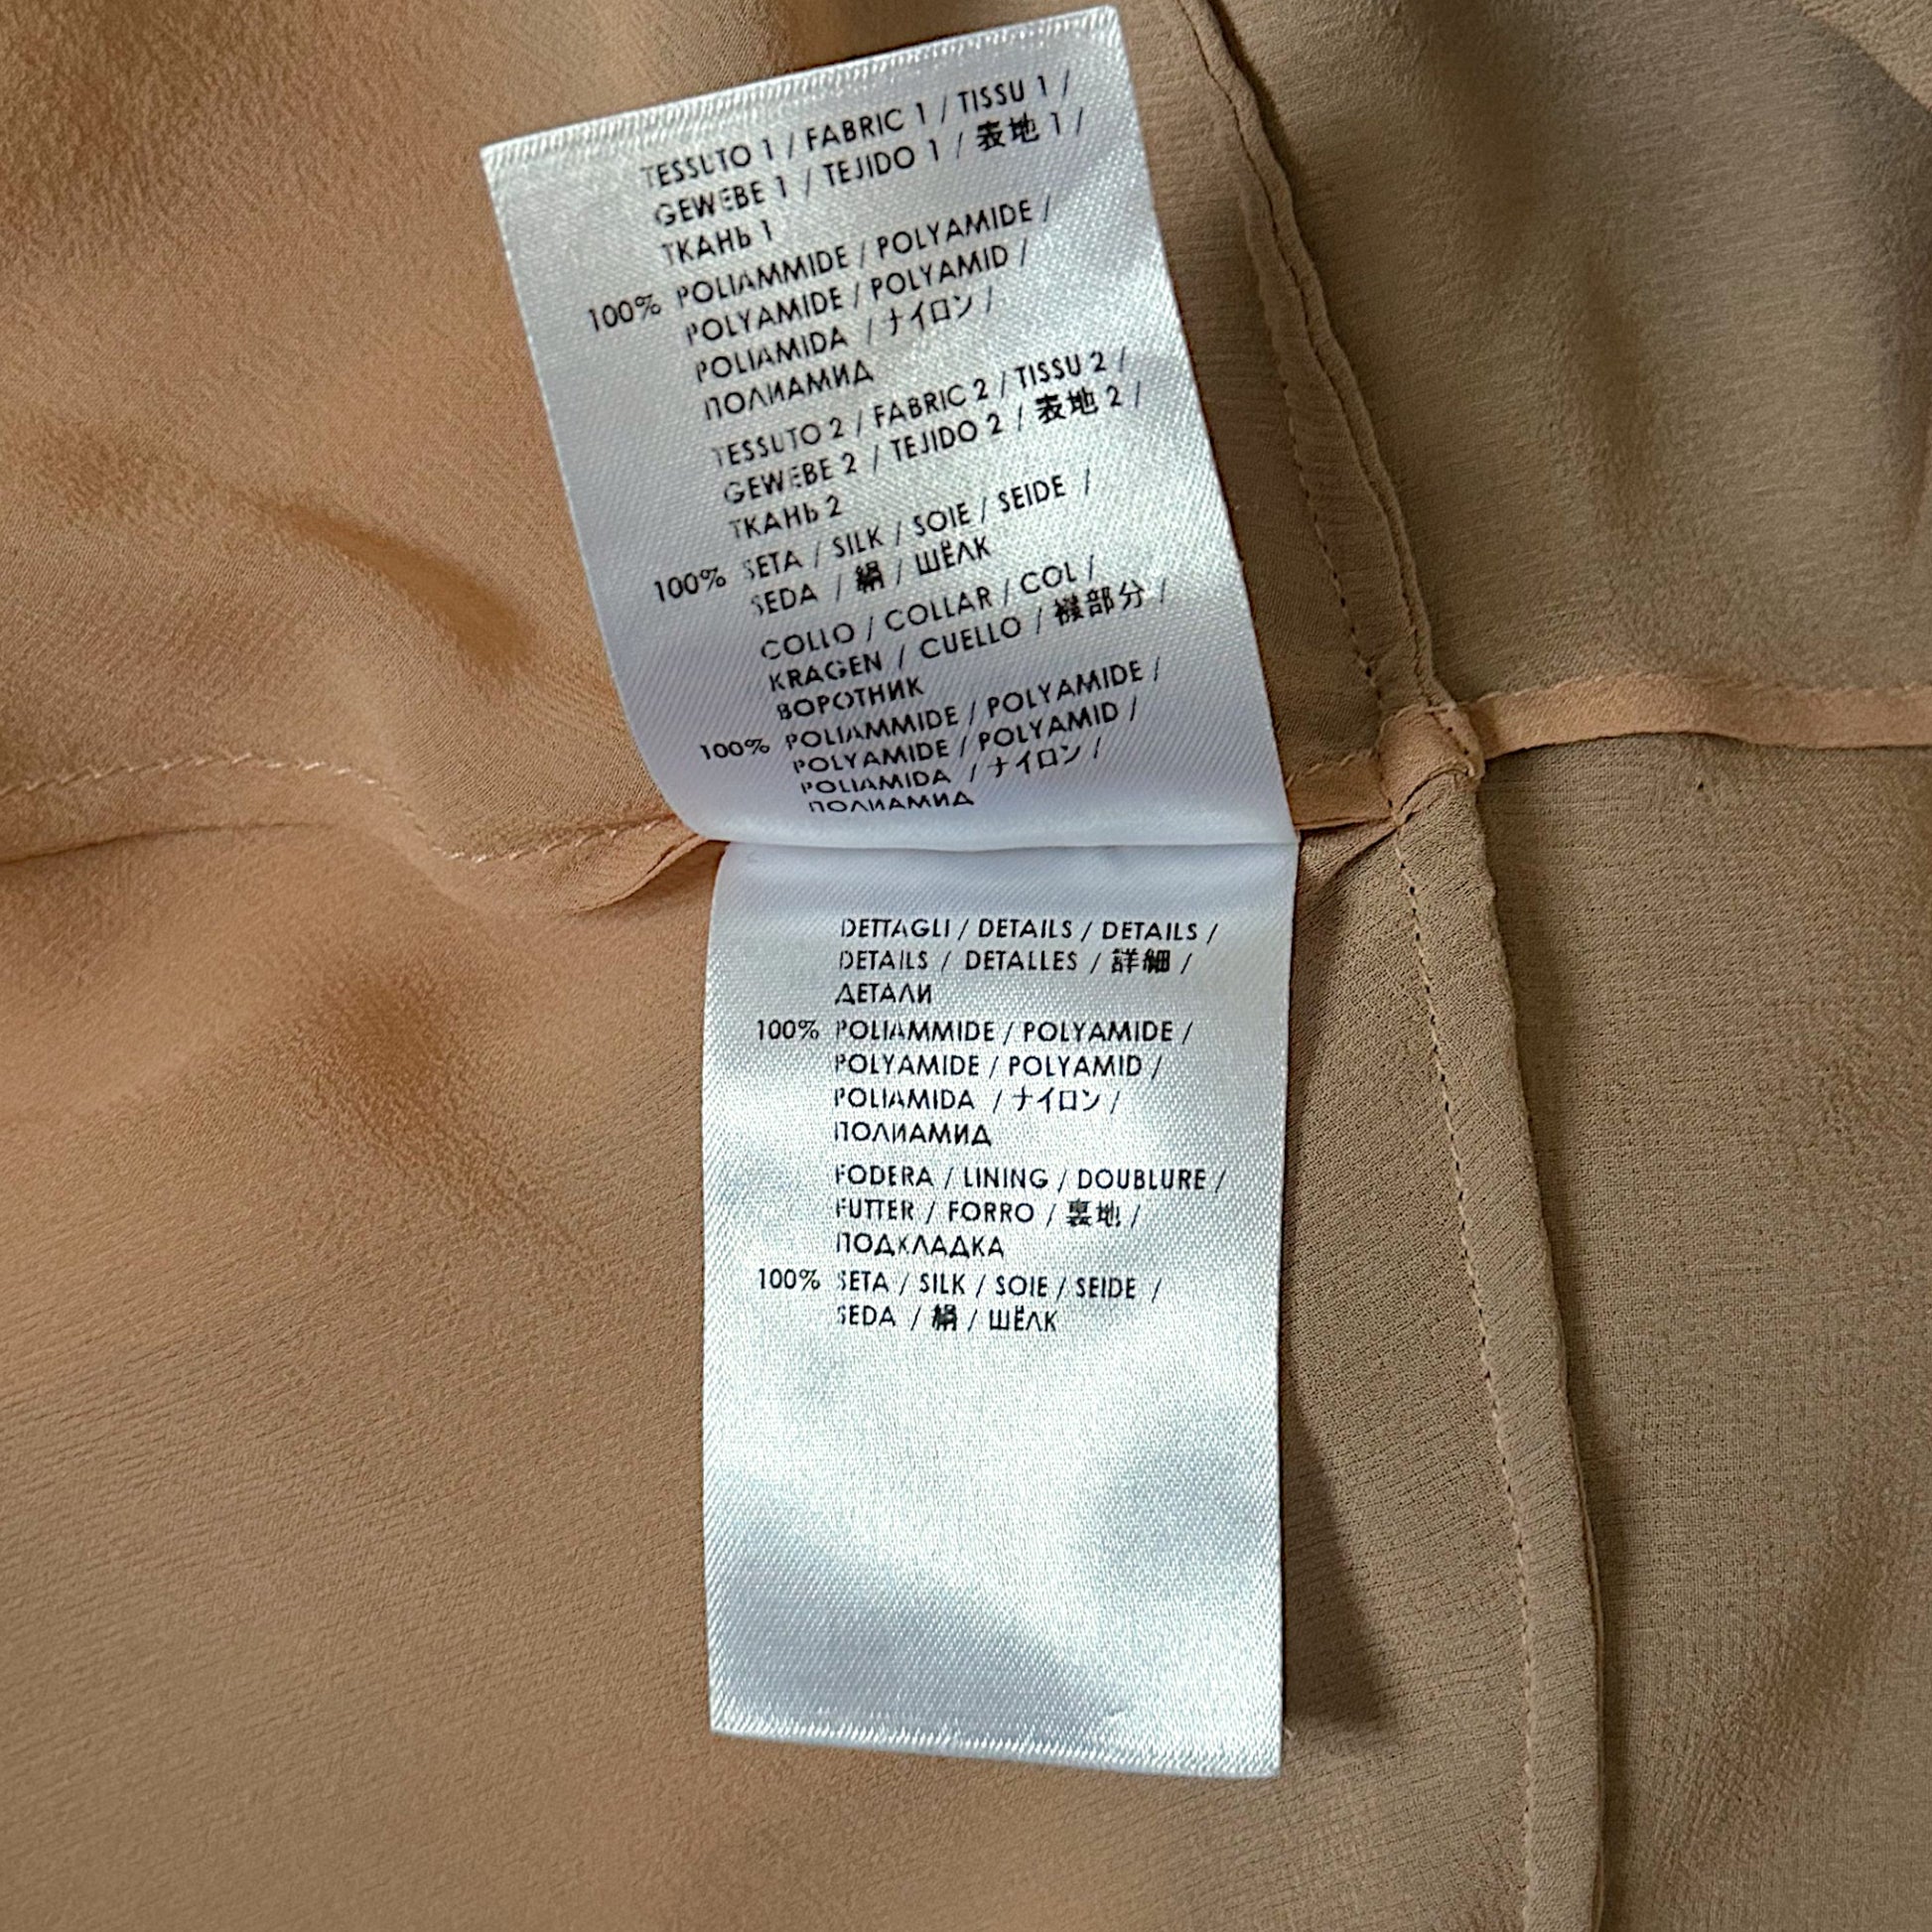 TESSUTO 1 / FABRIC 1 / TISSU 1 /
GEWEBE 1 / TEJIDO 1 / 表地 1 /
ТКАНЬ 1
100% POLIAMMIDE / POLYAMIDE /
POLYAMIDE / POLYAMID /
POLIAMIDA / ナイロン /
ПОЛИАМИД
TESSUTO 2 / FABRIC 2 / TISSU 2 /
GEWEBE 2 / TEJIDO 2 / 表地 2 /
ТКАНЬ 2
100% SETA / SILK / SOIE / SEIDE /
SEDA / 絹 / ШЁЛК
COLLO / COLLAR / COL /
KRAGEN / CUELLO / 襟部分 /
ВОРОТНИК
100% POLIAMMIDE / POLYAMIDE /
POLYAMIDE / POLYAMID /
POLIAMIDA / ナイロン /
ПОЛИАМИД
DETTAGLI / DETAILS / DETAILS /
DETAILS / DETALLES / 詳細 /
ДЕТАЛИ
100% POLIAMMIDE / POLYAMIDE /
POLYAMIDE / POLYAMID /
POLIAMIDA / ナイロン /
ПОЛИАМИД
FODERA / LINING / DOUBLURE /
FUTTER / FORRO / 裏地 /
ПОДКЛАДКА
100% SETA / SILK / SOIE / SEIDE /
SEDA / 絹 / ШЁЛК